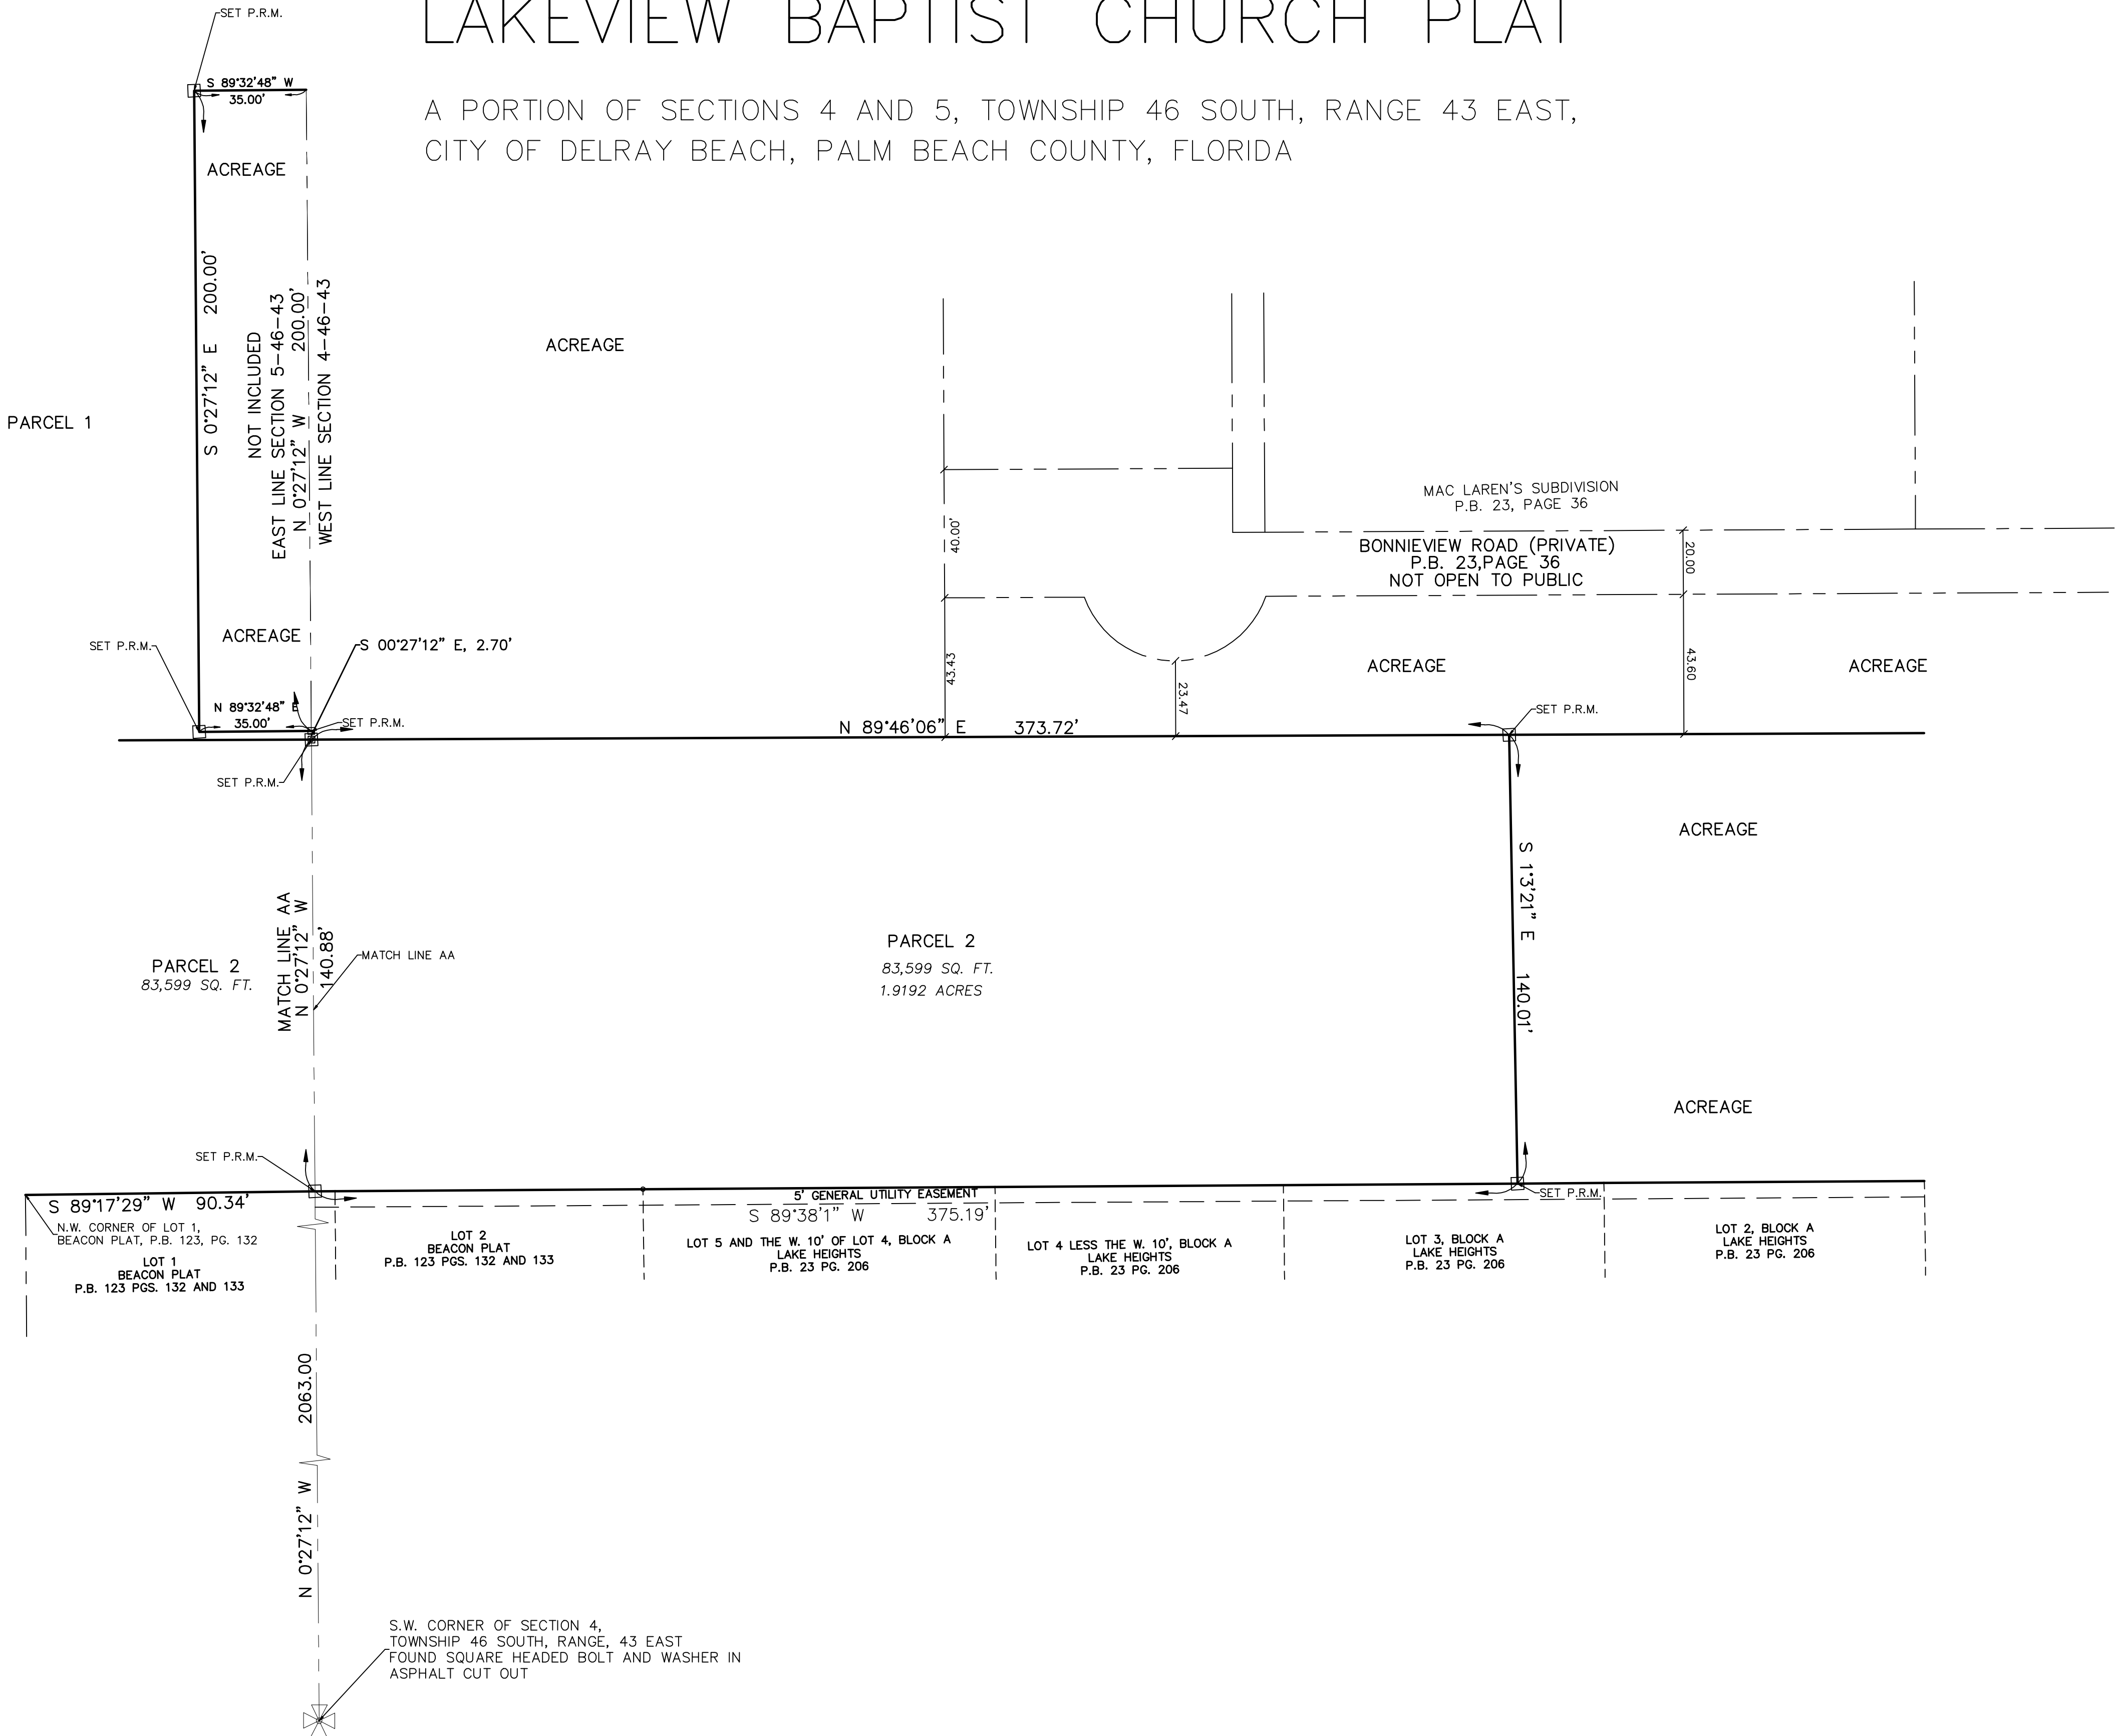 LAKEVIEW BAPTIST CHURCH PLAT
A PORTION OF SECTIONS 4 AND 5, TOWNSHIP 46 SOUTH, RANGE 43 EAST,
CITY OF DELRAY BEACH, PALM BEACH COUNTY, FLORIDA
SET P.R.M.
S 89°32'48" W
35.00'
ACREAGE
S 0°27'12" E 200.00'
NOT INCLUDED
EAST LINE SECTION 5-46-43
N 0°27'12" W 200.00'
WEST LINE SECTION 4-46-43
ACREAGE
PARCEL 1
MAC LAREN'S SUBDIVISION
P.B. 23, PAGE 36
BONNIEVIEW ROAD (PRIVATE)
P.B. 23,PAGE 36
NOT OPEN TO PUBLIC
40.00'
20.00
43.43
23.47
43.60
ACREAGE
SET P.R.M.
S 00°27'12" E, 2.70'
ACREAGE
ACREAGE
N 89°32'48" E
35.00'
SET P.R.M.
N 89°46'06" E 373.72'
SET P.R.M.
SET P.R.M.
ACREAGE
S 1°3'21" E 140.01'
MATCH LINE AA
N 0°27'12" W
140.88'
MATCH LINE AA
PARCEL 2
83,599 SQ. FT.
PARCEL 2
83,599 SQ. FT.
1.9192 ACRES
ACREAGE
SET P.R.M.
SET P.R.M.
S 89°17'29" W 90.34'
5' GENERAL UTILITY EASEMENT
S 89°38'1" W 375.19'
N.W. CORNER OF LOT 1,
BEACON PLAT, P.B. 123, PG. 132
LOT 1
BEACON PLAT
P.B. 123 PGS. 132 AND 133
LOT 2
BEACON PLAT
P.B. 123 PGS. 132 AND 133
LOT 5 AND THE W. 10' OF LOT 4, BLOCK A
LAKE HEIGHTS
P.B. 23 PG. 206
LOT 4 LESS THE W. 10', BLOCK A
LAKE HEIGHTS
P.B. 23 PG. 206
LOT 3, BLOCK A
LAKE HEIGHTS
P.B. 23 PG. 206
LOT 2, BLOCK A
LAKE HEIGHTS
P.B. 23 PG. 206
N 0°27'12" W 2063.00
S.W. CORNER OF SECTION 4,
TOWNSHIP 46 SOUTH, RANGE, 43 EAST
FOUND SQUARE HEADED BOLT AND WASHER IN
ASPHALT CUT OUT